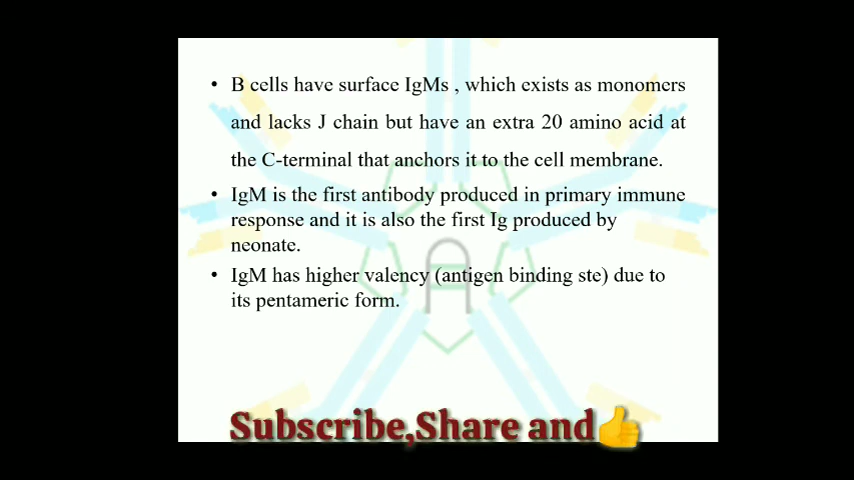 • B cells have surface IgMs , which exists as monomers
and lacks J chain but have an extra 20 amino acid at
the C-terminal that anchors it to the cell membrane.
• IgM is the first antibody produced in primary immune
response and it is also the first Ig produced by
neonate.
• IgM has higher valency (antigen binding ste) due to
its pentameric form.
Subscribe,Share and👍